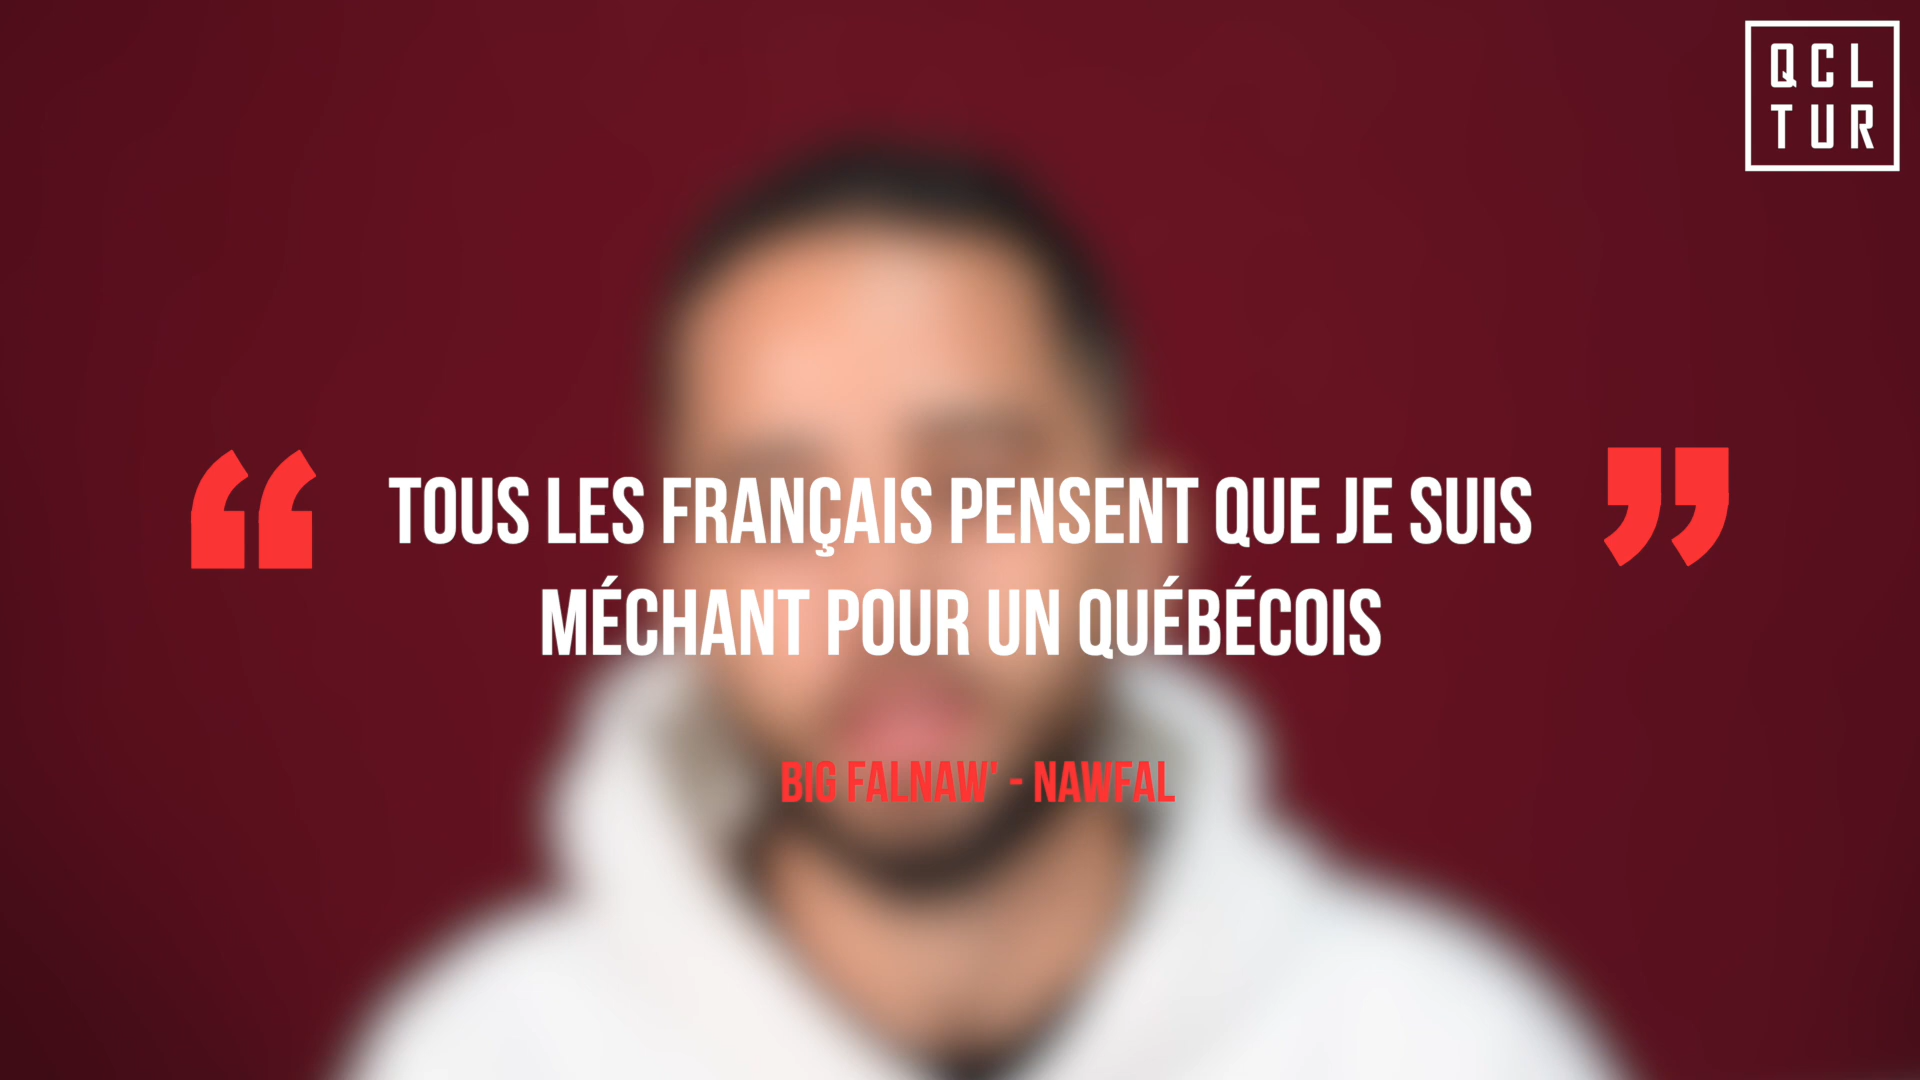 QCL
TUR
“ TOUS LES FRANÇAIS PENSENT QUE JE SUIS ”
MÉCHANT POUR UN QUÉBÉCOIS
BIG FALNAW' - NAWFAL